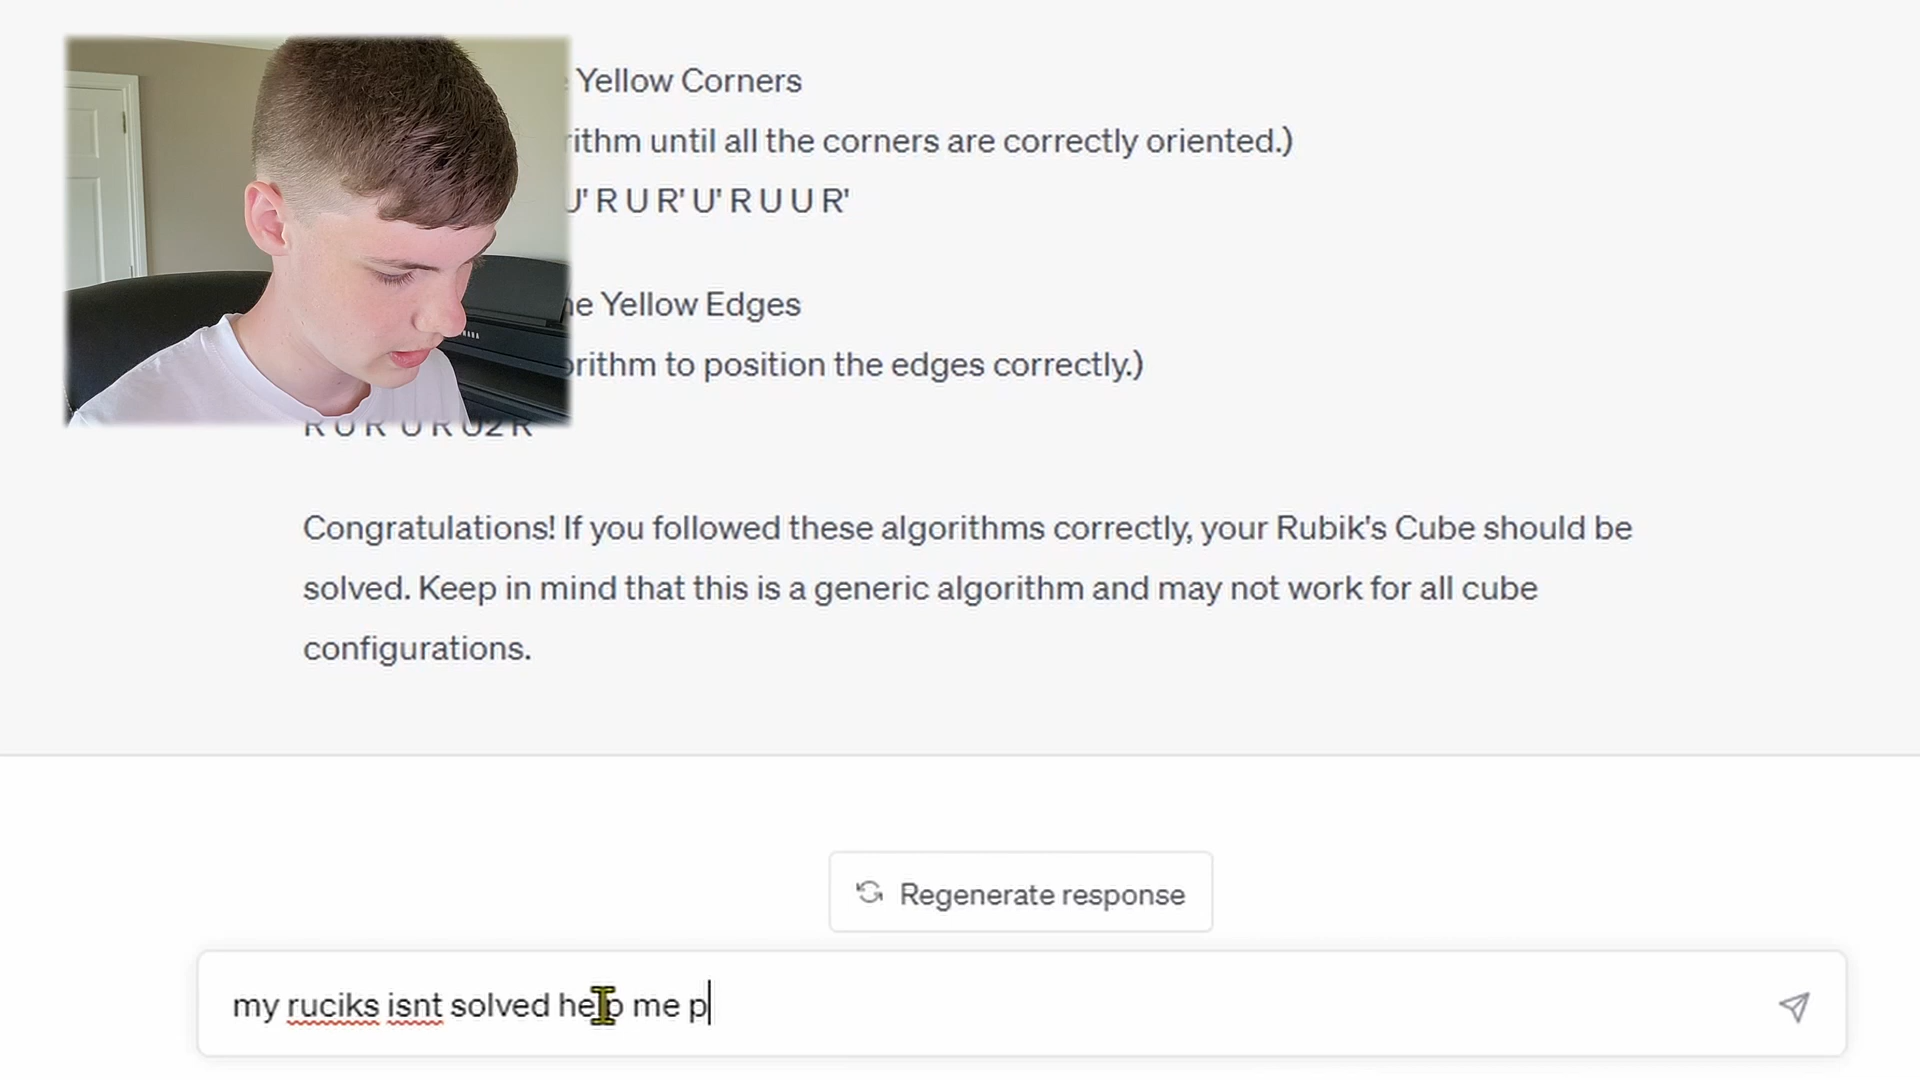 Yellow Corners
rithm until all the corners are correctly oriented.)
U' R U R' U' R U U R'
he Yellow Edges
orithm to position the edges correctly.)
R U R U R U2 R
Congratulations! If you followed these algorithms correctly, your Rubik's Cube should be
solved. Keep in mind that this is a generic algorithm and may not work for all cube
configurations.
Regenerate response
my ruciks isnt solved help me p